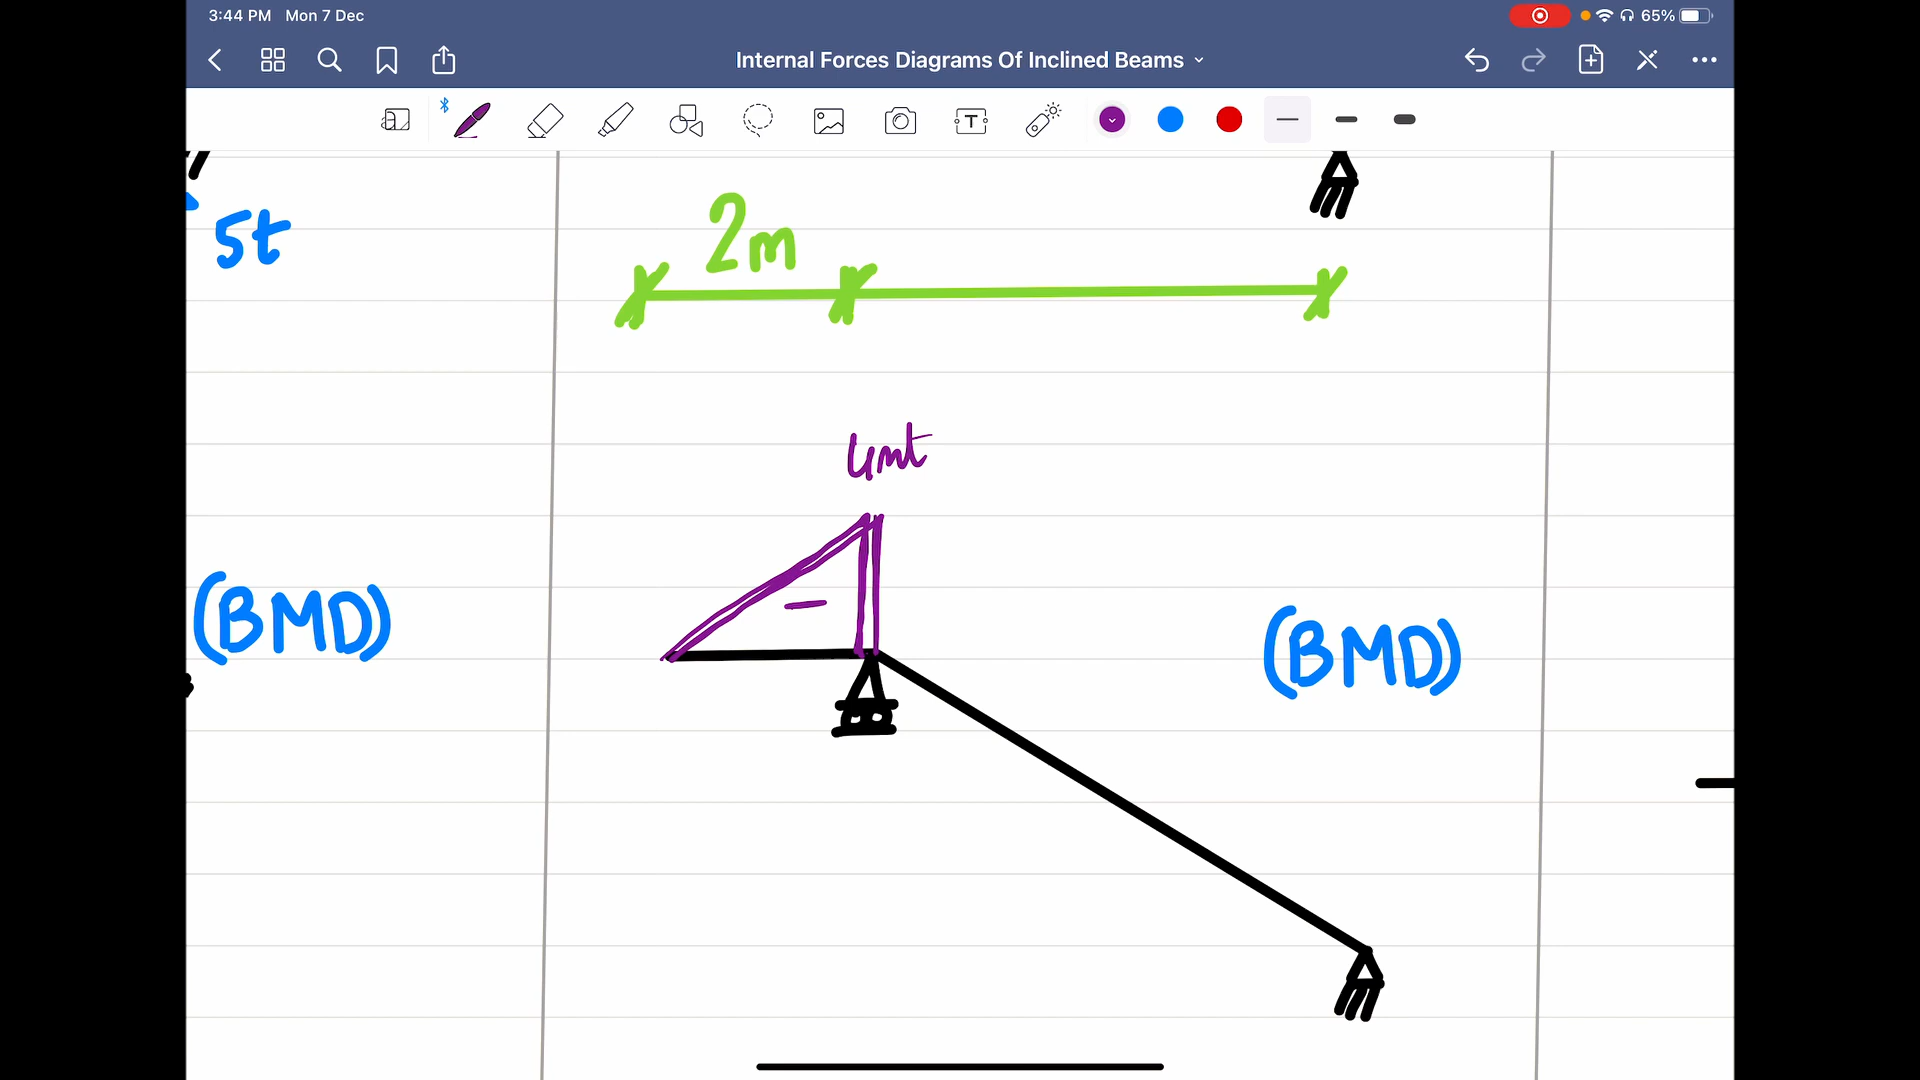 3:44 PM Mon 7 Dec
65%
Internal Forces Diagrams Of Inclined Beams
T
5t
2m
4mt
(BMD)
(BMD)